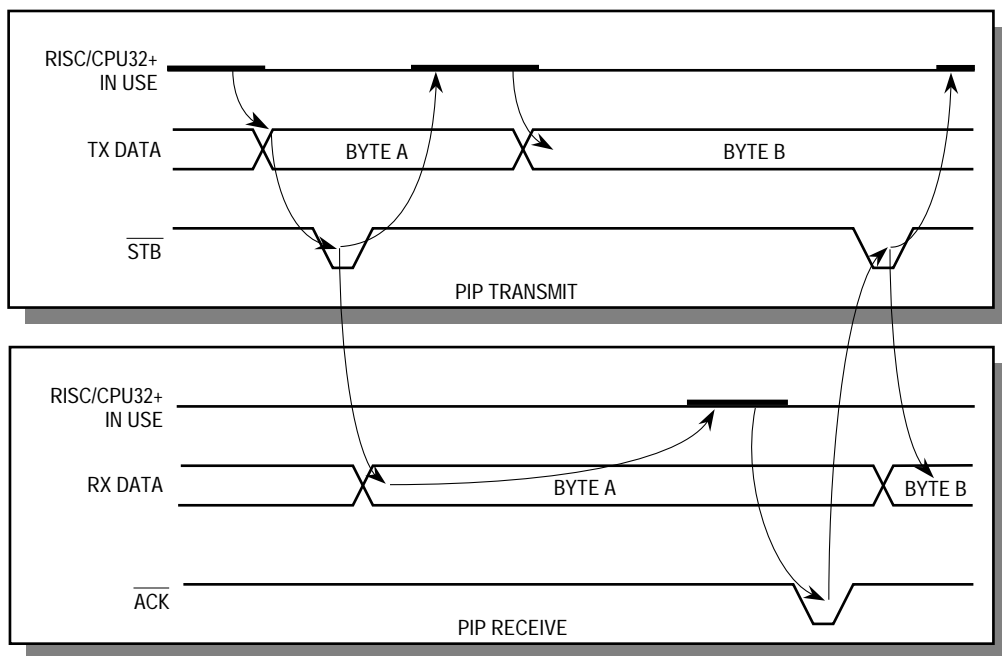 RISC/CPU32+
IN USE
TX DATA
BYTE A
BYTE B
STB
PIP TRANSMIT
RISC/CPU32+
IN USE
RX DATA
BYTE A
BYTE B
ACK
PIP RECEIVE